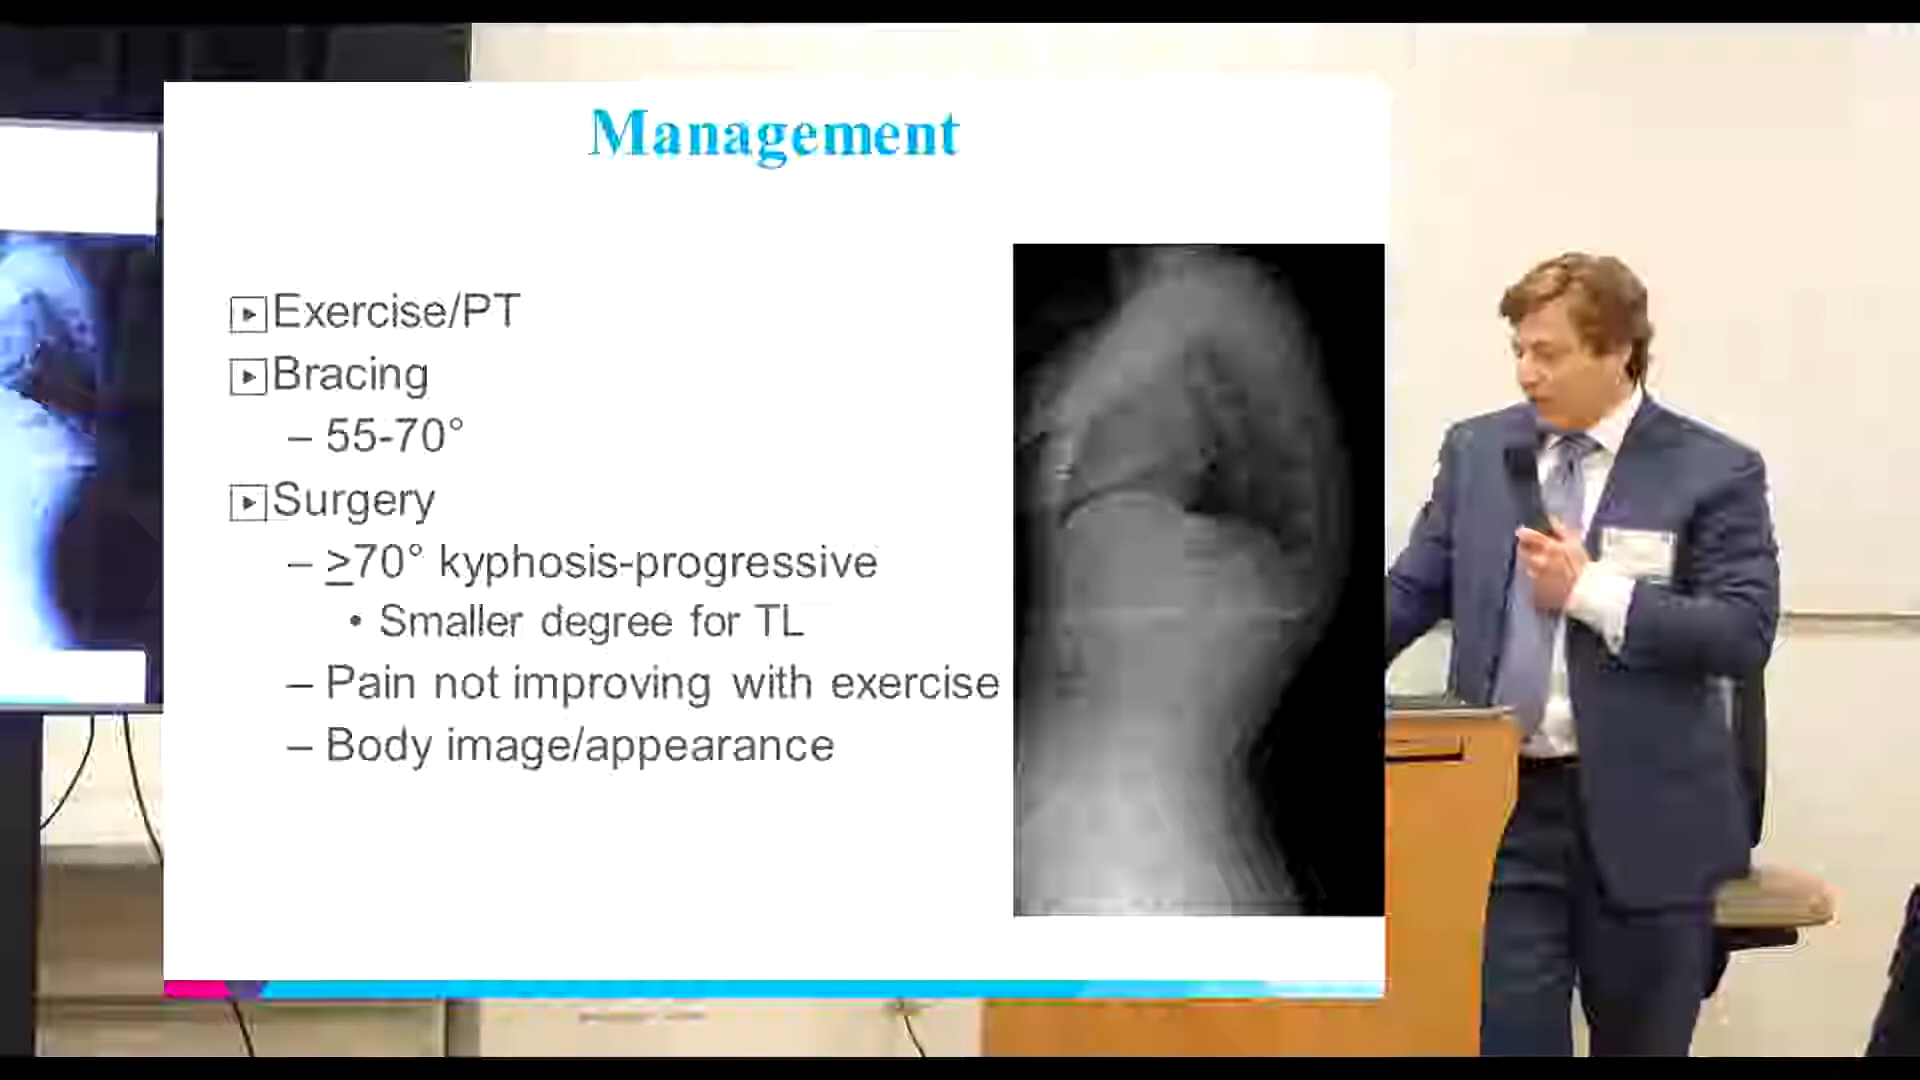 Management
Exercise/PT
Bracing
– 55-70°
Surgery
– ≥70° kyphosis-progressive
• Smaller degree for TL
– Pain not improving with exercise
– Body image/appearance